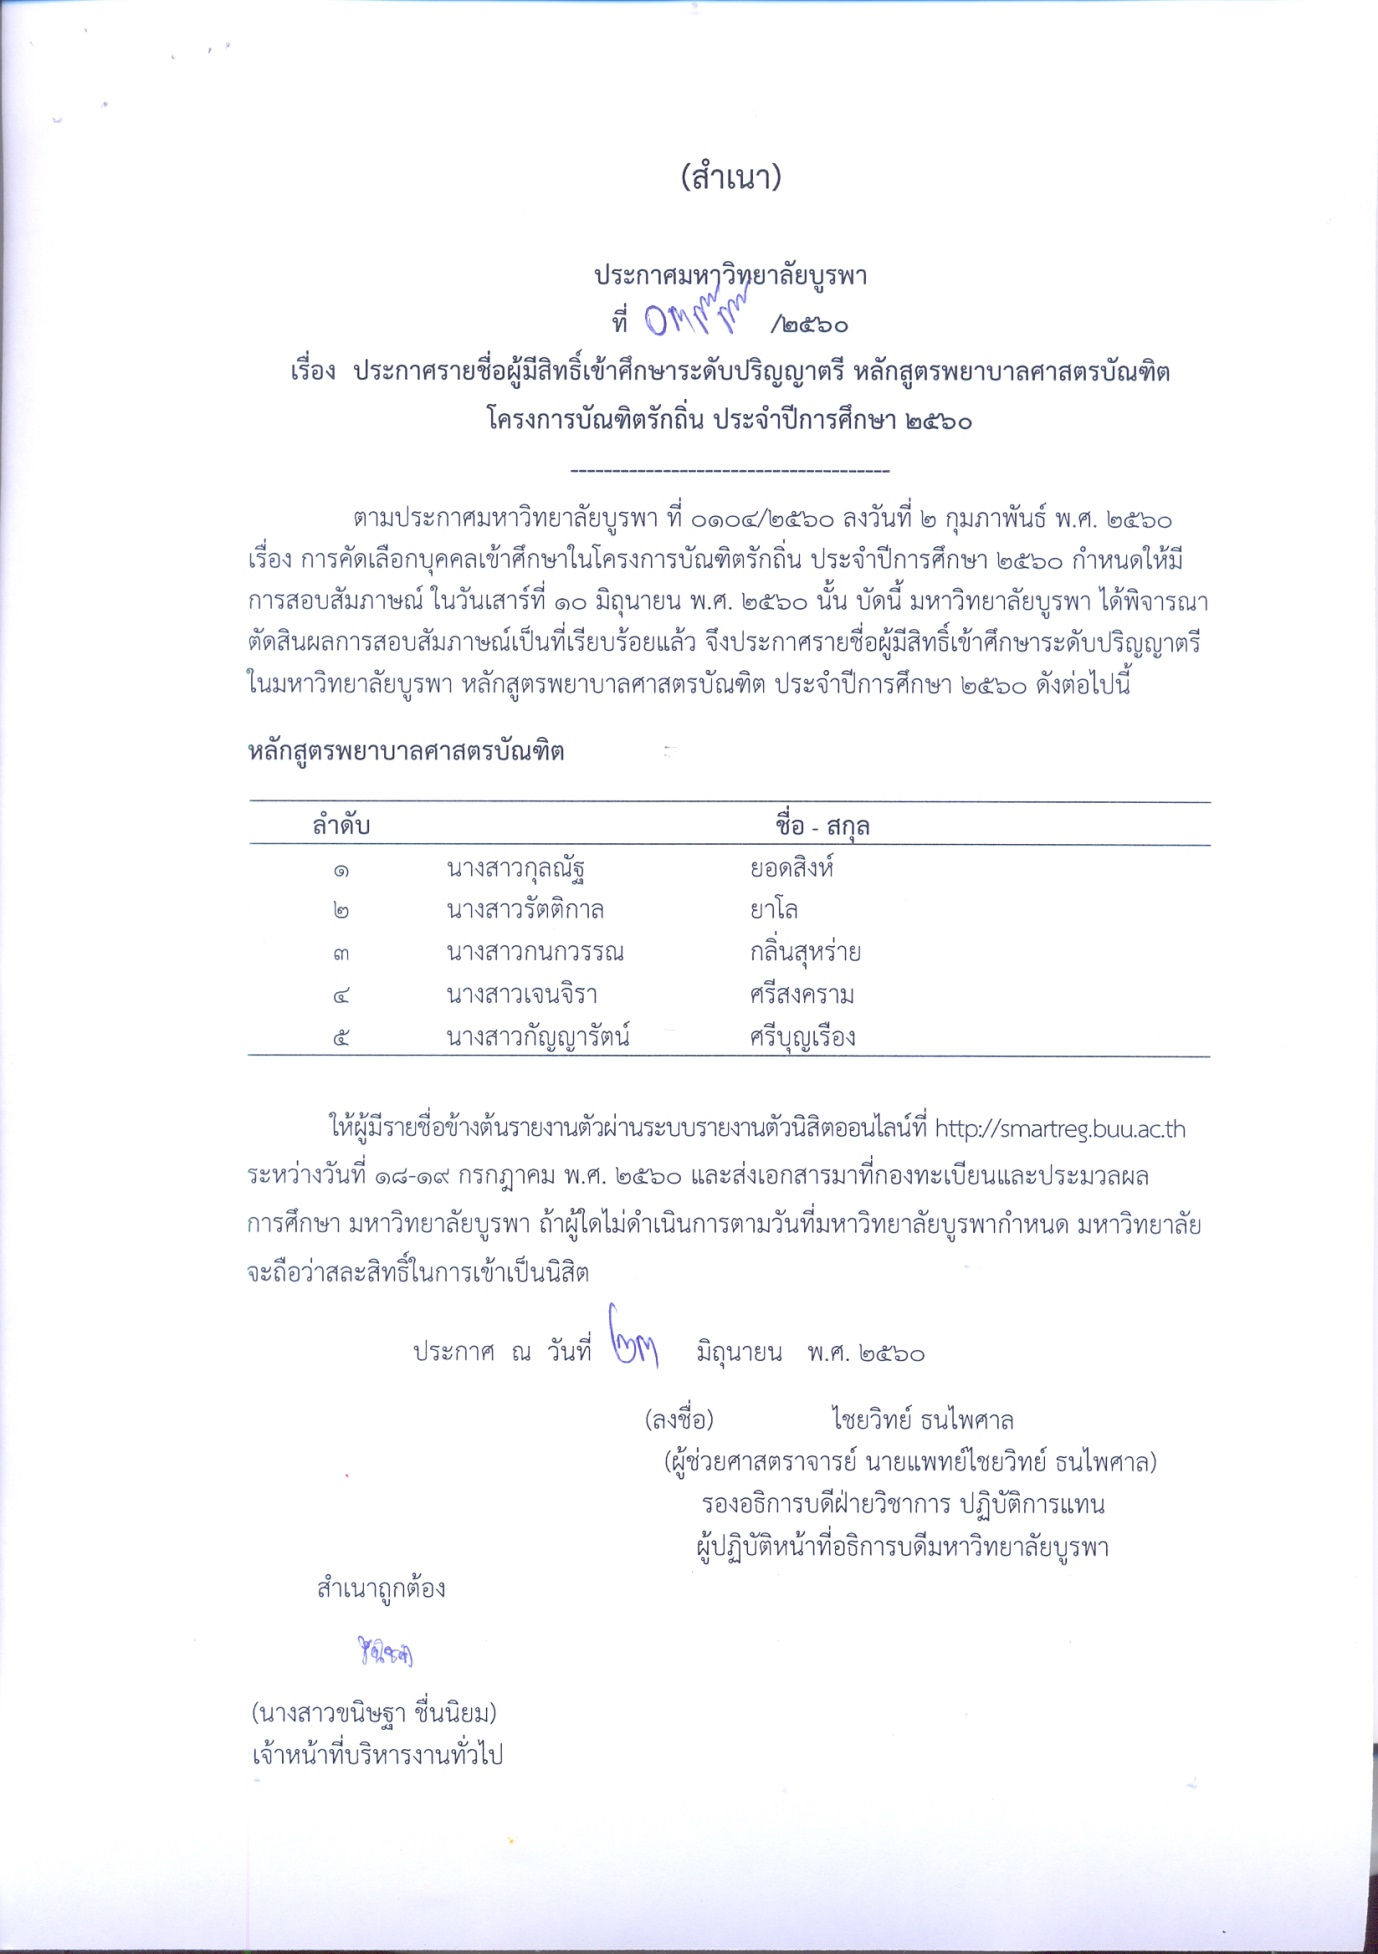 (สำเนา)
ประกาศมหาวิทยาลัยบูรพา
ที่ /๒๕๖๐
เรื่อง ประกาศรายชื่อผู้มีสิทธิ์เข้าศึกษาระดับปริญญาตรี หลักสูตรพยาบาลศาสตรบัณฑิต
โครงการบัณฑิตรักถิ่น ประจำปีการศึกษา ๒๕๖๐
---------------------------------------
ตามประกาศมหาวิทยาลัยบูรพา ที่ ๐๑๐๔/๒๕๖๐ ลงวันที่ ๒ กุมภาพันธ์ พ.ศ. ๒๕๖๐
เรื่อง การคัดเลือกบุคคลเข้าศึกษาในโครงการบัณฑิตรักถิ่น ประจำปีการศึกษา ๒๕๖๐ กำหนดให้มี
การสอบสัมภาษณ์ ในวันเสาร์ที่ ๑๐ มิถุนายน พ.ศ. ๒๕๖๐ นั้น บัดนี้ มหาวิทยาลัยบูรพา ได้พิจารณา
ตัดสินผลการสอบสัมภาษณ์เป็นที่เรียบร้อยแล้ว จึงประกาศรายชื่อผู้มีสิทธิ์เข้าศึกษาระดับปริญญาตรี
ในมหาวิทยาลัยบูรพา หลักสูตรพยาบาลศาสตรบัณฑิต ประจำปีการศึกษา ๒๕๖๐ ดังต่อไปนี้
หลักสูตรพยาบาลศาสตรบัณฑิต
ลำดับ ชื่อ - สกุล
๑ นางสาวกุลณัฐ ยอดสิงห์
๒ นางสาวรัตติกาล ยาโล
๓ นางสาวกนกวรรณ กลิ่นสุหร่าย
๔ นางสาวเจนจิรา ศรีสงคราม
๕ นางสาวกัญญารัตน์ ศรีบุญเรือง
ให้ผู้มีรายชื่อข้างต้นรายงานตัวผ่านระบบรายงานตัวนิสิตออนไลน์ที่ http://smartreg.buu.ac.th
ระหว่างวันที่ ๑๘-๑๙ กรกฎาคม พ.ศ. ๒๕๖๐ และส่งเอกสารมาที่กองทะเบียนและประมวลผล
การศึกษา มหาวิทยาลัยบูรพา ถ้าผู้ใดไม่ดำเนินการตามวันที่มหาวิทยาลัยบูรพากำหนด มหาวิทยาลัย
จะถือว่าสละสิทธิ์ในการเข้าเป็นนิสิต
ประกาศ ณ วันที่ ๒๓ มิถุนายน พ.ศ. ๒๕๖๐
(ลงชื่อ) ไชยวิทย์ ธนไพศาล
(ผู้ช่วยศาสตราจารย์ นายแพทย์ไชยวิทย์ ธนไพศาล)
รองอธิการบดีฝ่ายวิชาการ ปฏิบัติการแทน
ผู้ปฏิบัติหน้าที่อธิการบดีมหาวิทยาลัยบูรพา
สำเนาถูกต้อง
(นางสาวขนิษฐา ชื่นนิยม)
เจ้าหน้าที่บริหารงานทั่วไป